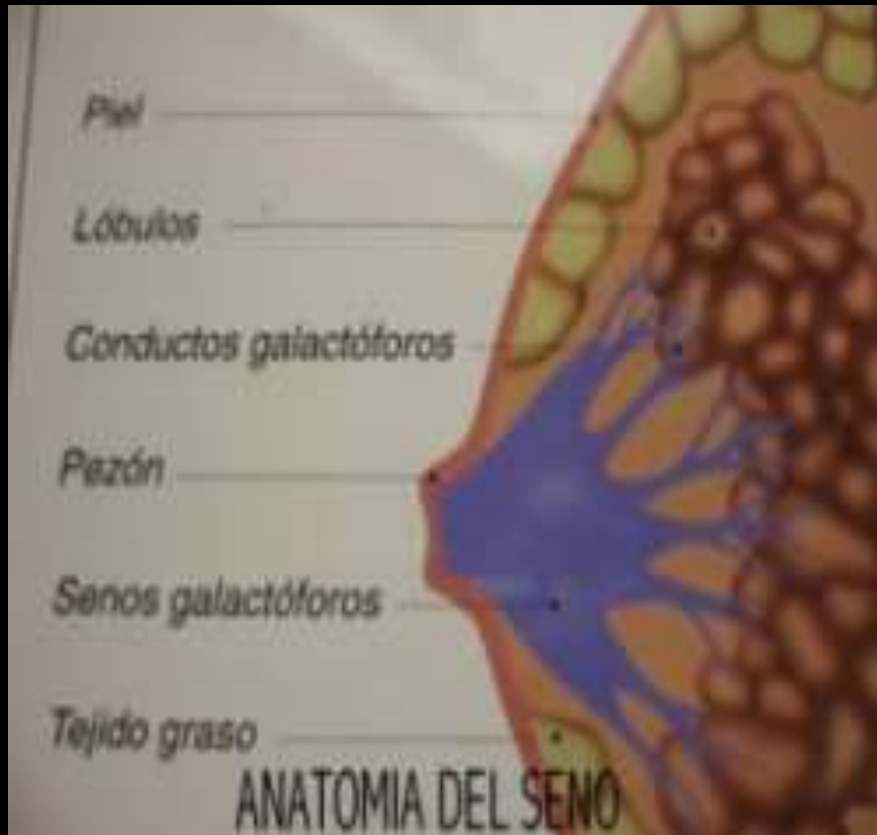 Piel
Lóbulos
Conductos galactóforos
Pezón
Senos galactóforos
Tejido graso
ANATOMIA DEL SENO